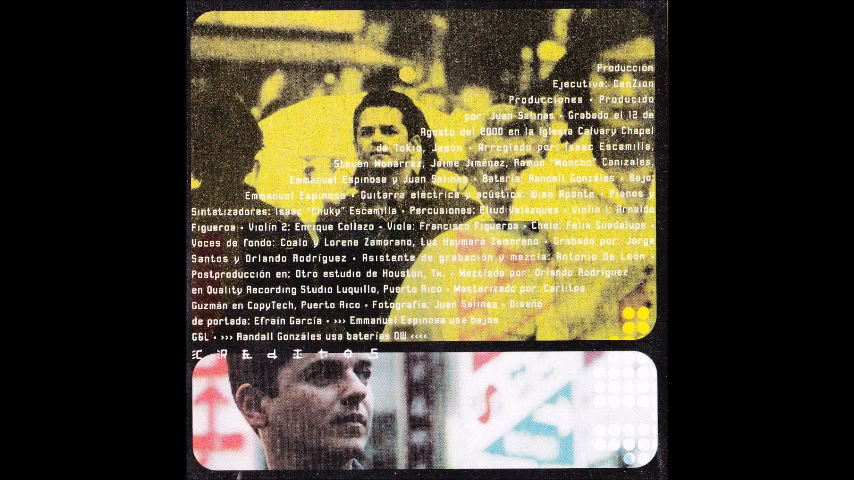 Producción
Ejecutiva: CanZion
Producciones • Producido
por: Juan Salinas • Grabado el 12 de
Agosto del 2000 en la Iglesia Calvary Chapel
de Tokio, Japón • Arreglado por: Isaac Escamilla,
Steven Monárrez, Jaime Jiménez, Ramón "Moncho" Canizales,
Emmanuel Espinosa y Juan Salinas • Batería: Randall Gonzáles • Bajo:
Emmanuel Espinosa • Guitarra eléctrica y acústica: Wiso Aponte • Pianos y
Sintetizadores: Isaac "Chuky" Escamilla • Percusiones: Eliud Velázques • Violín 1: Arnaldo
Figueroa • Violín 2: Enrique Collazo • Viola: Francisco Figueroa • Chelo: Félix Guadalupe •
Voces de fondo: Coalo y Lorena Zamorano, Luz Haymara Zamorano • Grabado por: Jorge
Santos y Orlando Rodríguez • Asistente de grabación y mezcla: Antonio De León •
Postproducción en: Otro estudio de Houston, Tx. • Mezclado por: Orlando Rodríguez
en Quality Recording Studio Luquillo, Puerto Rico • Masterizado por: Carlitos
Guzmán en CopyTech, Puerto Rico • Fotografía: Juan Salinas • Diseño
de portada: Efraín García • >>> Emmanuel Espinosa usa bajos
G&L • >>> Randall Gonzáles usa baterías DW <<<<
CRÉDITOS